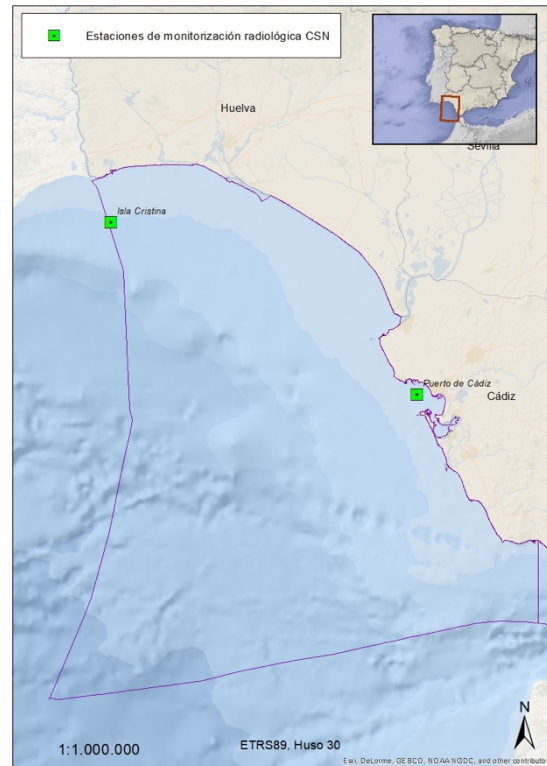 Estaciones de monitorización radiológica CSN
Huelva
Sevilla
Isla Cristina
Puerto de Cádiz
Cádiz
N
1:1.000.000
ETRS89, Huso 30
Esri, DeLorme, GEBCO, NOAA NGDC, and other contributo